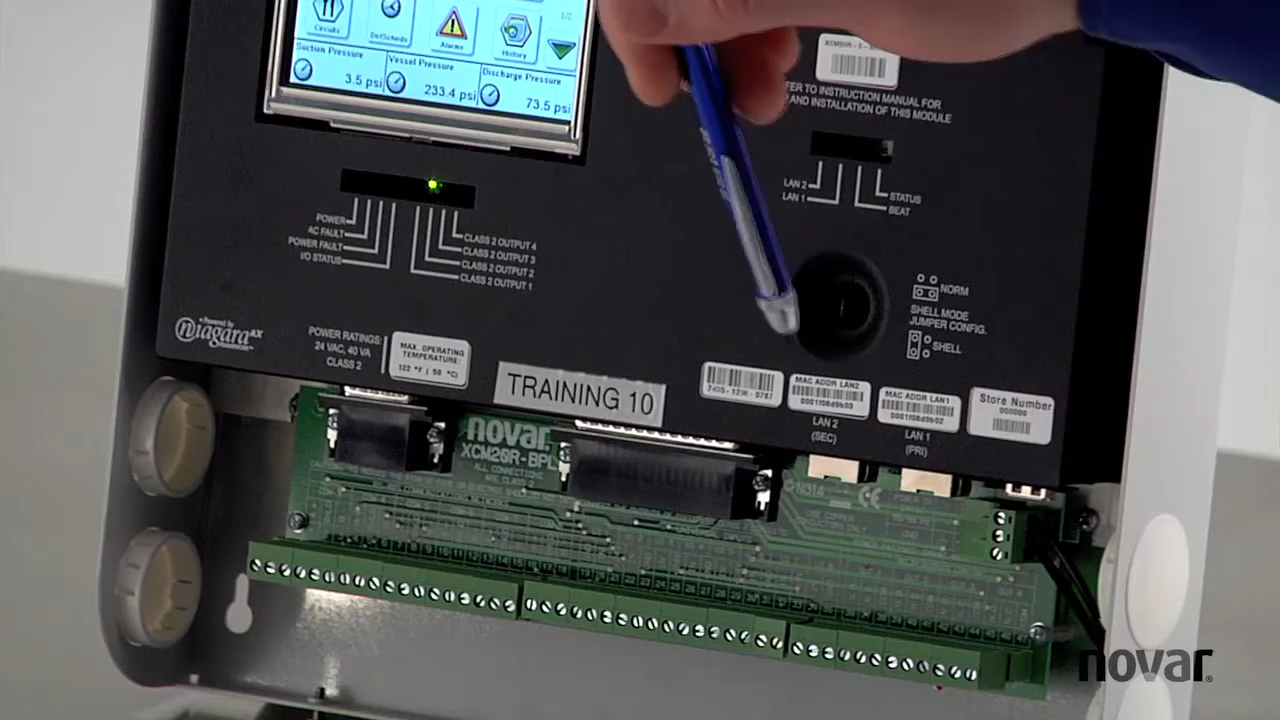 1/2
Circuits
DefScheds
Alarms
History
Suction Pressure
Vessel Pressure
Discharge Pressure
3.5 psi
233.4 psi
73.5 psi
TO INSTRUCTION MANUAL FOR
AND INSTALLATION OF THIS MODULE
LAN 2
LAN 1
STATUS
BEAT
POWER
AC FAULT
POWER FAULT
I/O STATUS
CLASS 2 OUTPUT 4
CLASS 2 OUTPUT 3
CLASS 2 OUTPUT 2
CLASS 2 OUTPUT 1
NORM
SHELL MODE
JUMPER CONFIG.
SHELL
Powered by
niagara AX
POWER RATINGS:
24 VAC, 40 VA
CLASS 2
MAX. OPERATING
TEMPERATURE:
122 °F ( 50 °C)
TRAINING 10
MAC ADDR LAN2
MAC ADDR LAN1
Store Number
000000
LAN 2
(SEC)
LAN 1
(PRI)
novar
XCM20R-BPL
ALL CONNECTIONS
ARE CLASS 2
N314
CE
novar®